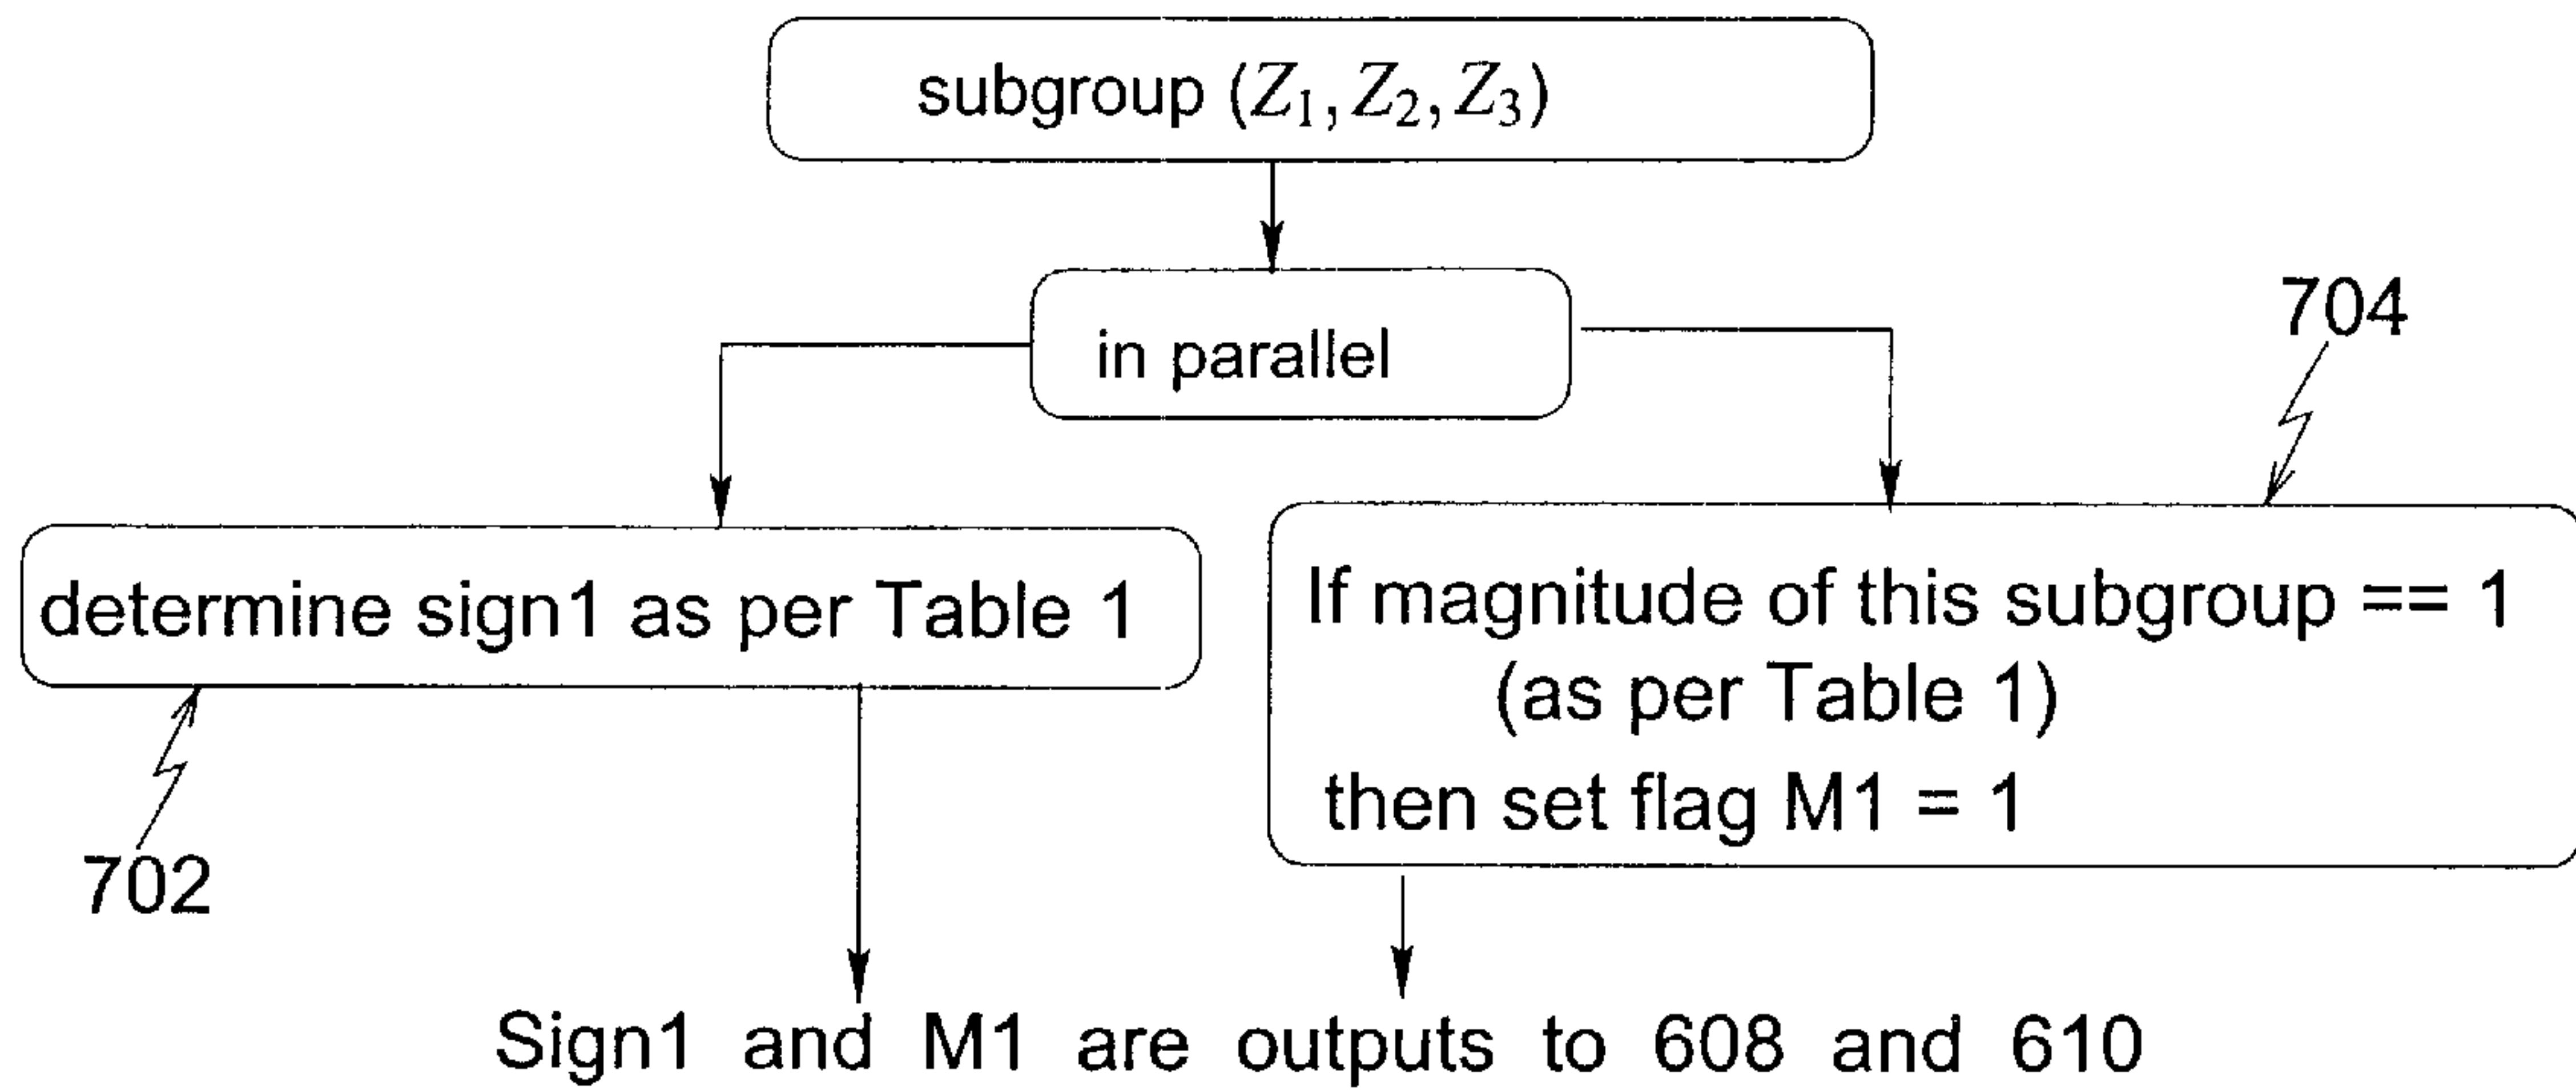 subgroup (Z₁, Z₂, Z₃)
in parallel
704
determine sign1 as per Table 1
If magnitude of this subgroup == 1
(as per Table 1)
then set flag M1 = 1
702
Sign1 and M1 are outputs to 608 and 610